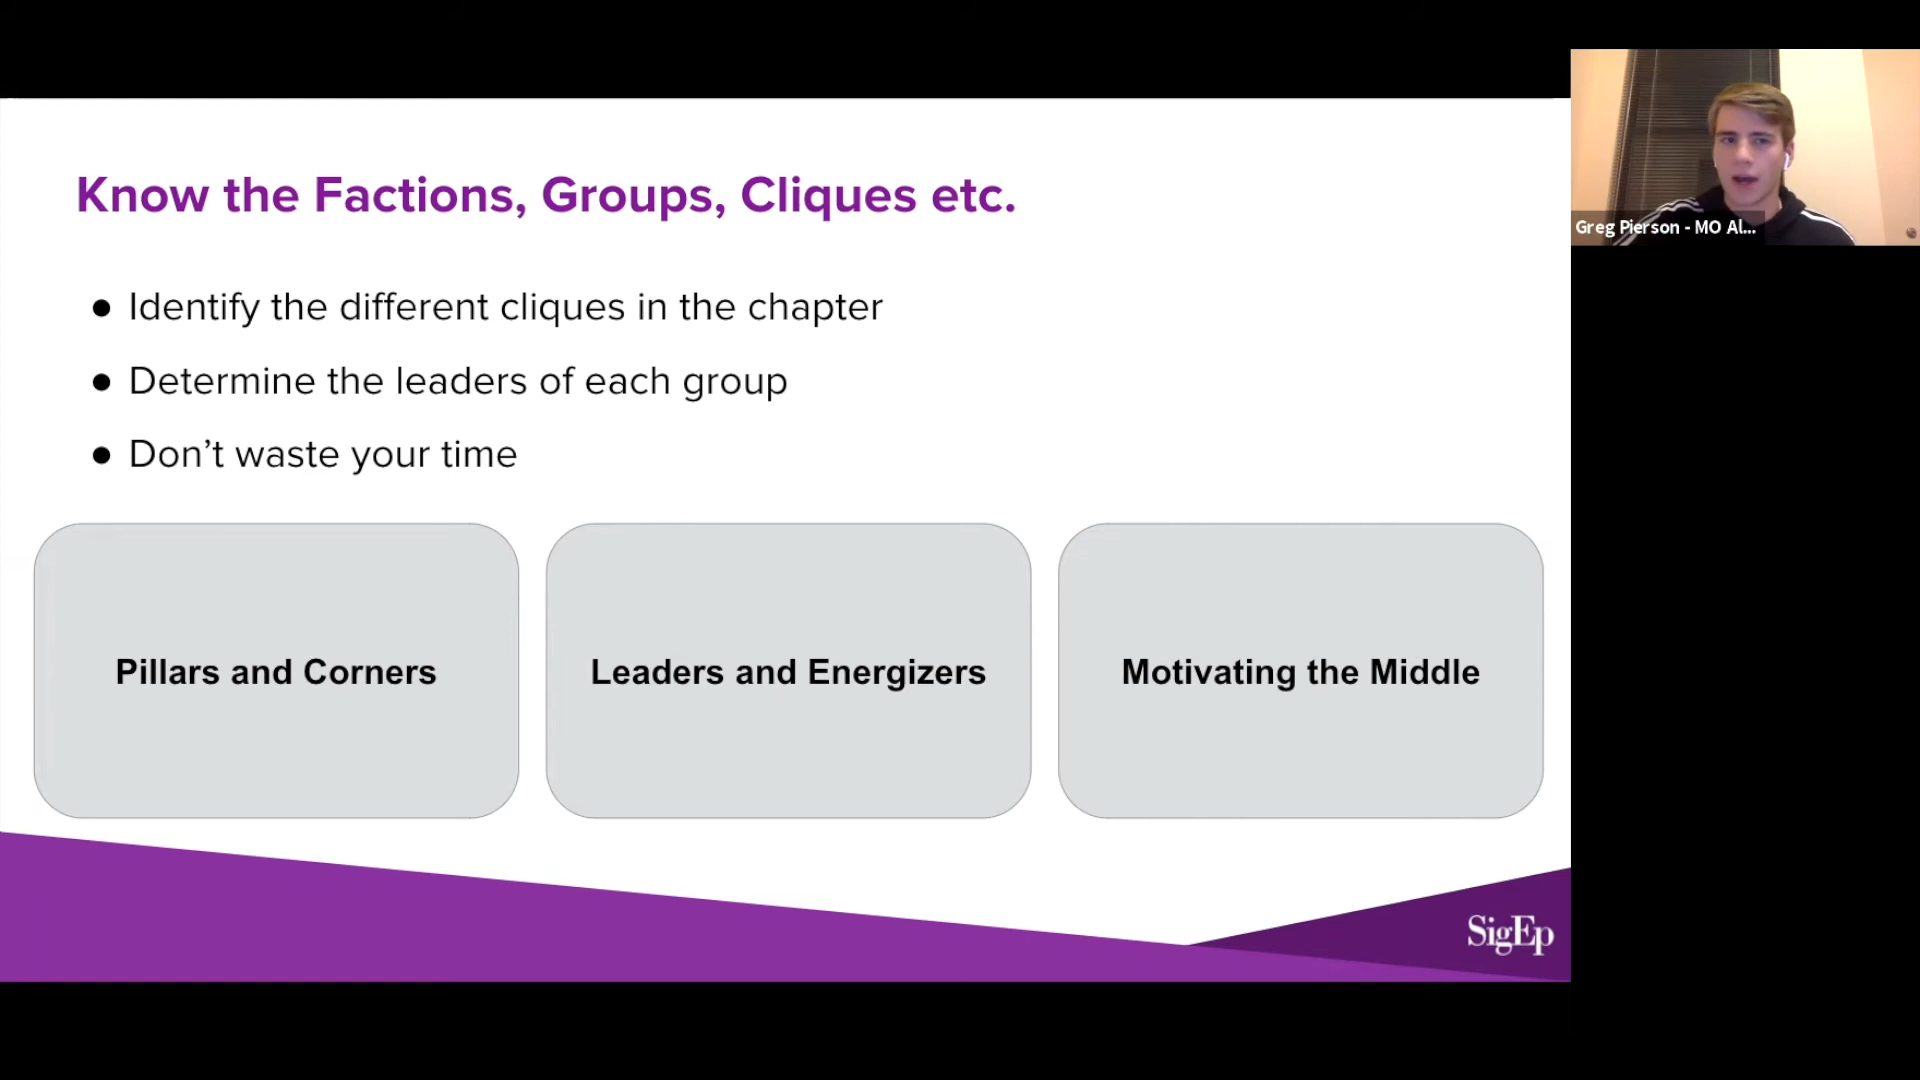 Know the Factions, Groups, Cliques etc.
● Identify the different cliques in the chapter
● Determine the leaders of each group
● Don’t waste your time
Pillars and Corners
Leaders and Energizers
Motivating the Middle
SigEp
Greg Pierson - MO Al...